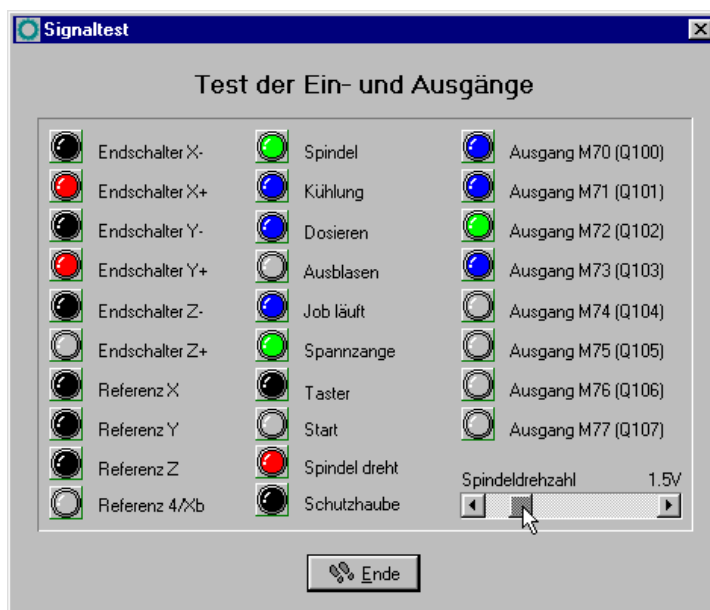 Signaltest
Test der Ein- und Ausgänge
Endschalter X-
Endschalter X+
Endschalter Y-
Endschalter Y+
Endschalter Z-
Endschalter Z+
Referenz X
Referenz Y
Referenz Z
Referenz 4/Xb
Spindel
Kühlung
Dosieren
Ausblasen
Job läuft
Spannzange
Taster
Start
Spindel dreht
Schutzhaube
Ausgang M70 (Q100)
Ausgang M71 (Q101)
Ausgang M72 (Q102)
Ausgang M73 (Q103)
Ausgang M74 (Q104)
Ausgang M75 (Q105)
Ausgang M76 (Q106)
Ausgang M77 (Q107)
Spindeldrehzahl 1.5V
Ende